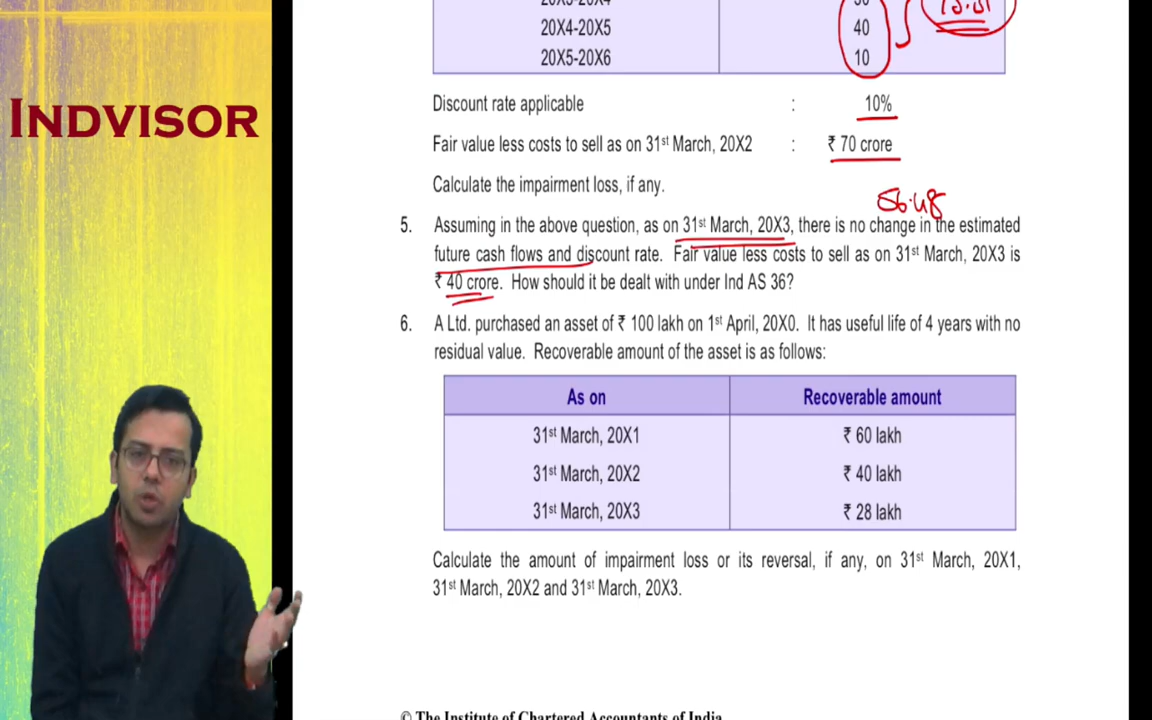 20X4-20X5 40
20X5-20X6 10
INDVISOR
Discount rate applicable : 10%
Fair value less costs to sell as on 31st March, 20X2 : ₹ 70 crore
Calculate the impairment loss, if any.
56.48
5. Assuming in the above question, as on 31st March, 20X3, there is no change in the estimated
future cash flows and discount rate. Fair value less costs to sell as on 31st March, 20X3 is
₹ 40 crore. How should it be dealt with under Ind AS 36?
6. A Ltd. purchased an asset of ₹ 100 lakh on 1st April, 20X0. It has useful life of 4 years with no
residual value. Recoverable amount of the asset is as follows:
As on Recoverable amount
31st March, 20X1 ₹ 60 lakh
31st March, 20X2 ₹ 40 lakh
31st March, 20X3 ₹ 28 lakh
Calculate the amount of impairment loss or its reversal, if any, on 31st March, 20X1,
31st March, 20X2 and 31st March, 20X3.
© The Institute of Chartered Accountants of India